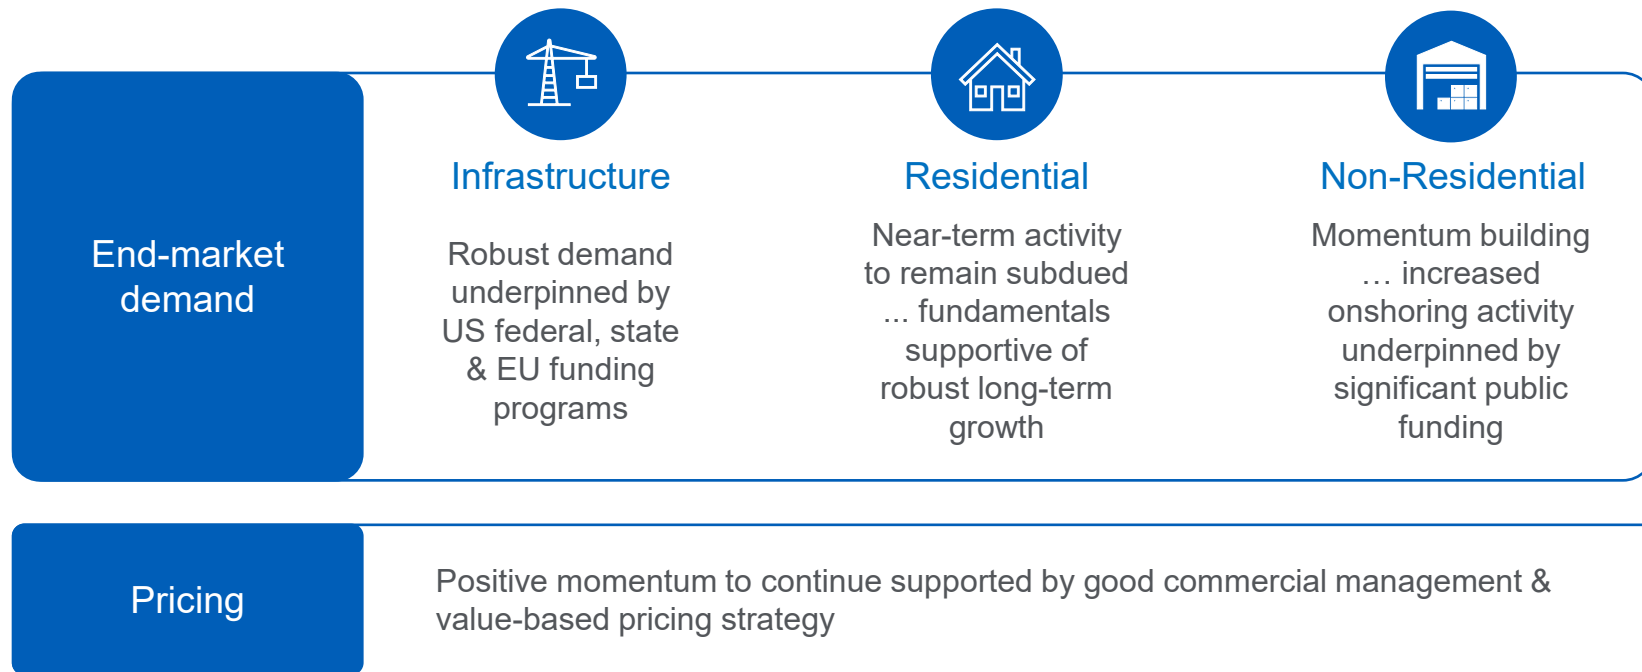 End-market
demand
Infrastructure
Robust demand
underpinned by
US federal, state
& EU funding
programs
Residential
Near-term activity
to remain subdued
... fundamentals
supportive of
robust long-term
growth
Non-Residential
Momentum building
… increased
onshoring activity
underpinned by
significant public
funding
Pricing
Positive momentum to continue supported by good commercial management &
value-based pricing strategy